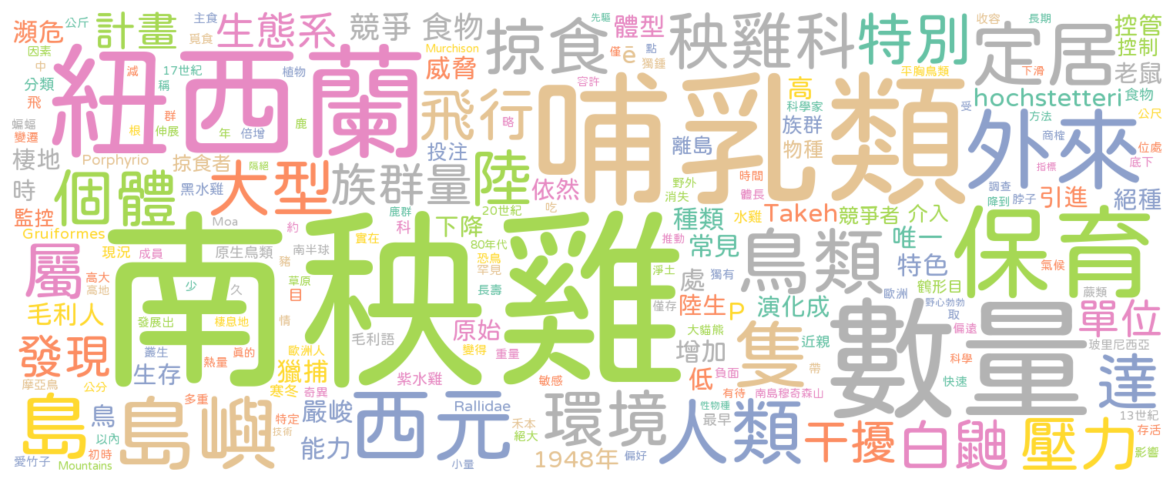 瀕危
公斤
計畫
主食
覓食
生態系
競爭
食物
Murchison
掠食
先驅
僅
ē
體型
點
獨鍾
秧雞科
特別
定居
長期
收容
控管
控制
老鼠
因素
中
17世紀
植物
分類
飛
減
稱
威脅
紐西蘭
飛行
容許
平胸鳥類
下滑
hochstetteri
食物
公尺
高
科學家
哺乳類
受
方法
商榷
外來
蝙蝠
變遷
根
群
伸展
年
倍增
鹿
略
族群
棲地
Porphyrio
掠食者
隔絕
投注
離島
物種
位處
底下
指標
時
個體
大型
黑水雞
族群量
陸
依然
野外
消失
時間
體長
調查
降到
脖子
引進
絕種
監控
Moa
約
鹿群
科
20世紀
吃
下降
種類
水雞
Takeh
競爭者
介入
Gruiformes
現況
成員
原生鳥類
南半球
實在
80年代
恐鳥
罕見
推動
常見
鳥類
唯一
保育
屬
高大
高地
少
久
豬
草原
目
長壽
淨土
獨有
處
特色
鶴形目
氣候
南秧雞
僅存
歐洲
蕨類
毛利人
發展出
棲息地
情
毛利語
原始
變得
重量
陸生
P
演化成
野心勃勃
取
偏遠
單位
大貓熊
近親
發現
叢生
熱量
真的
歐洲人
增加
隻
數量
科學
玻里尼西亞
摩亞鳥
公分
生存
獵捕
寒冬
奇異
紫水雞
敏感
低
負面
帶
快速
達
島
鳥
島嶼
多重
特定
技術
嚴峻
西元
Rallidae
禾本
絕大
環境
性物種
有待
南島穆奇森山
最早
人類
13世紀
存活
以內
初時
愛竹子
Mountains
能力
小量
1948年
偏好
干擾
白鼬
壓力
影響